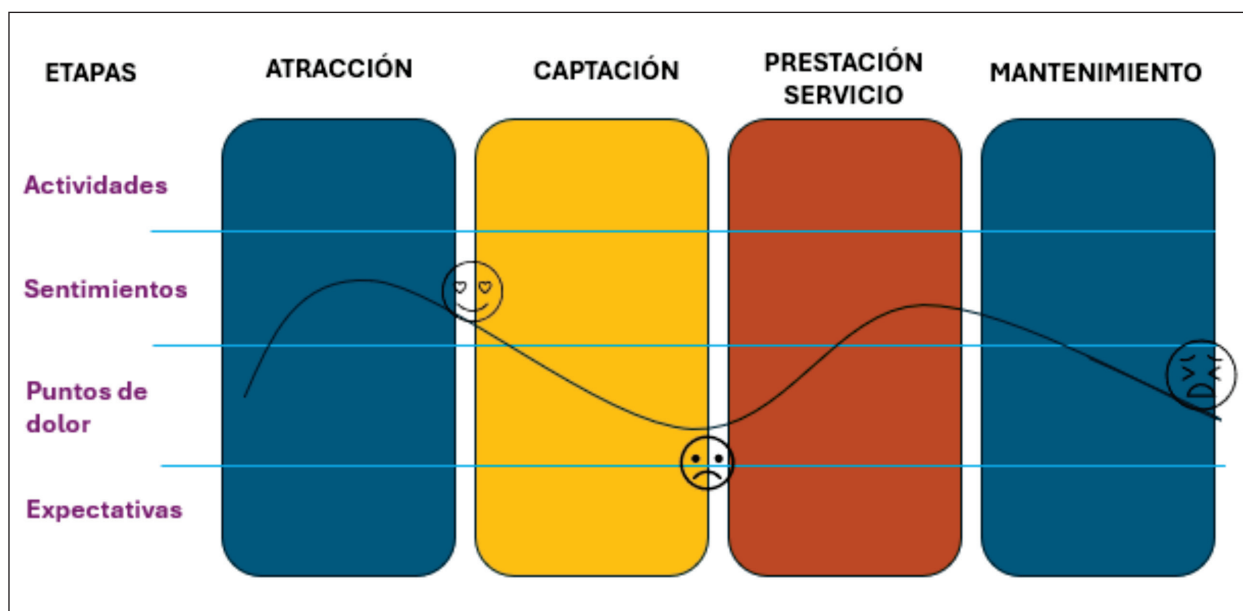 ETAPAS
ATRACCIÓN
CAPTACIÓN
PRESTACIÓN
SERVICIO
MANTENIMIENTO
Actividades
Sentimientos
Puntos de
dolor
Expectativas